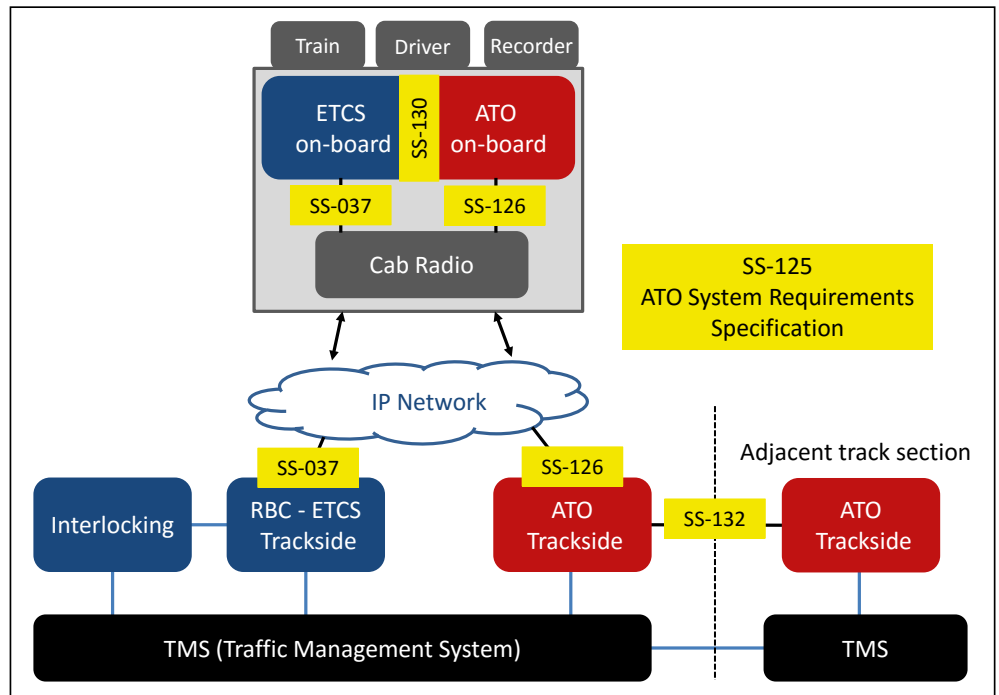 Train
Driver
Recorder
ETCS
on-board
SS-130
ATO
on-board
SS-037
SS-126
Cab Radio
SS-125
ATO System Requirements
Specification
IP Network
SS-037
SS-126
Adjacent track section
Interlocking
RBC - ETCS
Trackside
ATO
Trackside
SS-132
ATO
Trackside
TMS (Traffic Management System)
TMS